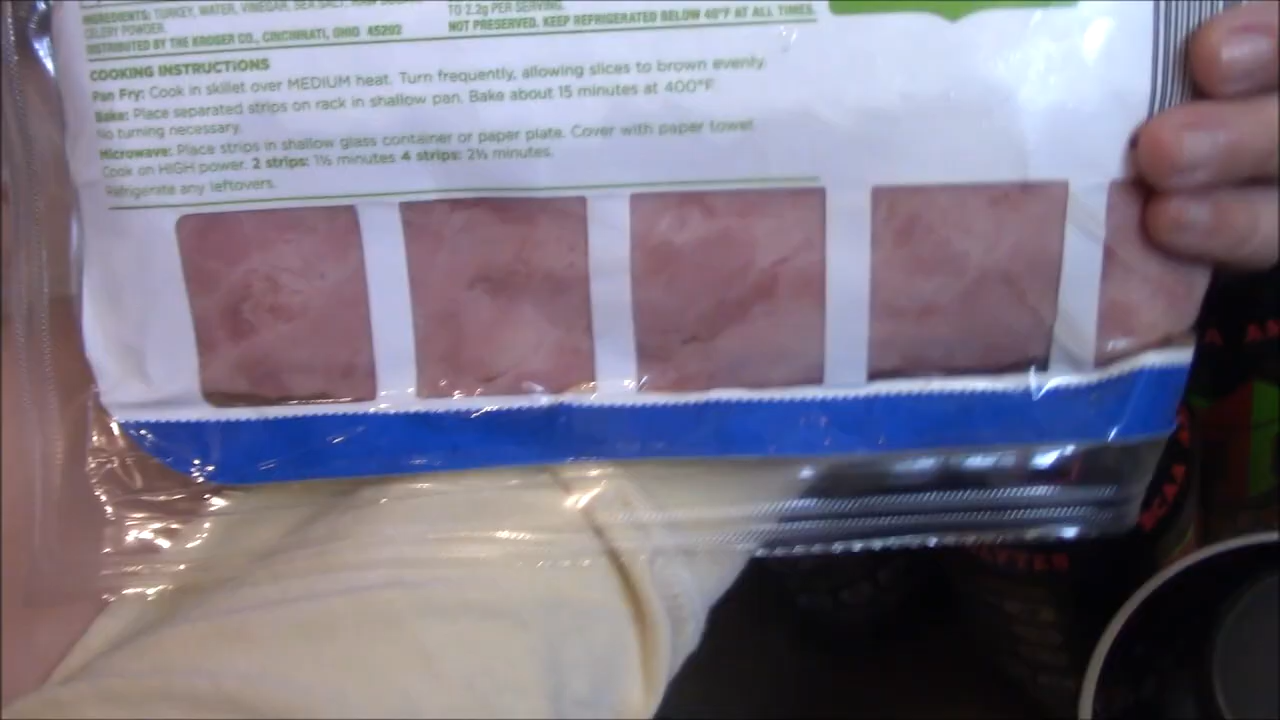 INGREDIENTS: TURKEY, WATER, VINEGAR, SEA SALT,
CELERY POWDER.
DISTRIBUTED BY THE KROGER CO., CINCINNATI, OHIO 45202
TO 2.2g PER SERVING.
NOT PRESERVED. KEEP REFRIGERATED BELOW 40°F AT ALL TIMES.
COOKING INSTRUCTIONS
Pan Fry: Cook in skillet over MEDIUM heat. Turn frequently, allowing slices to brown evenly.
Bake: Place separated strips on rack in shallow pan. Bake about 15 minutes at 400°F.
No turning necessary.
Microwave: Place strips in shallow glass container or paper plate. Cover with paper towel.
Cook on HIGH power. 2 strips: 1½ minutes 4 strips: 2½ minutes.
Refrigerate any leftovers.
BCAA